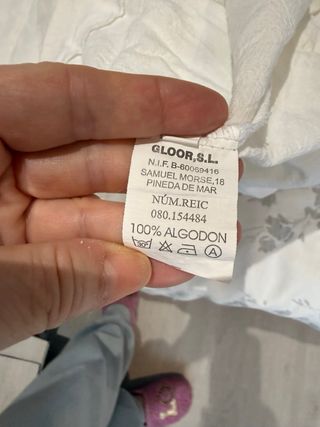 GLOOR,S.L.
N.I.F. B-60069416
SAMUEL MORSE,18
PINEDA DE MAR
NÚM.REIC
080.154484
100% ALGODON
A